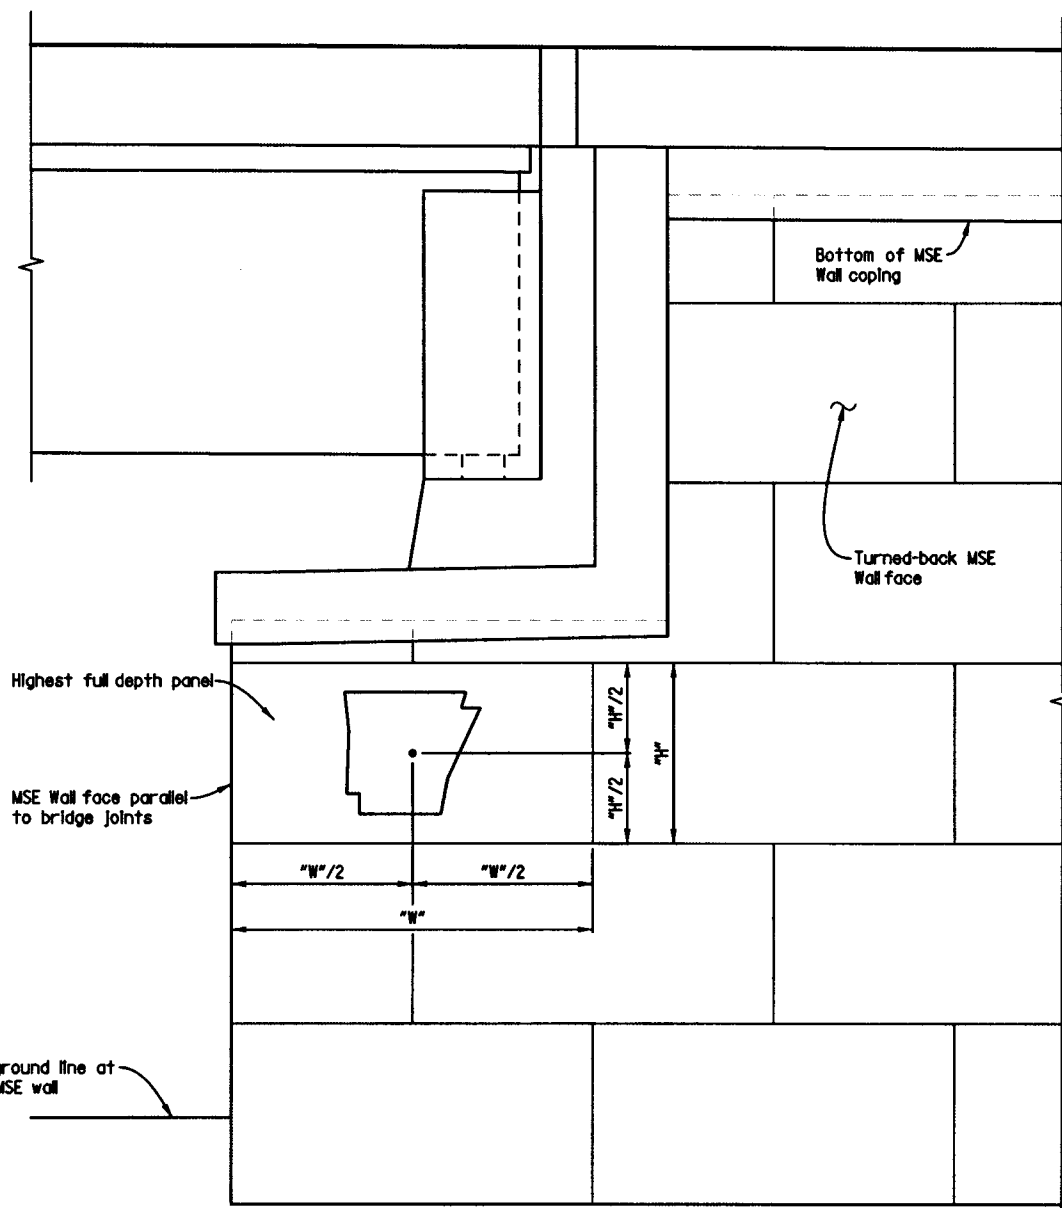 Bottom of MSE
Wall coping
Turned-back MSE
Wall face
Highest full depth panel
"H"/2
"H"
"H"/2
MSE Wall face parallel
to bridge joints
"W"/2
"W"/2
"W"
ground line at
MSE wall